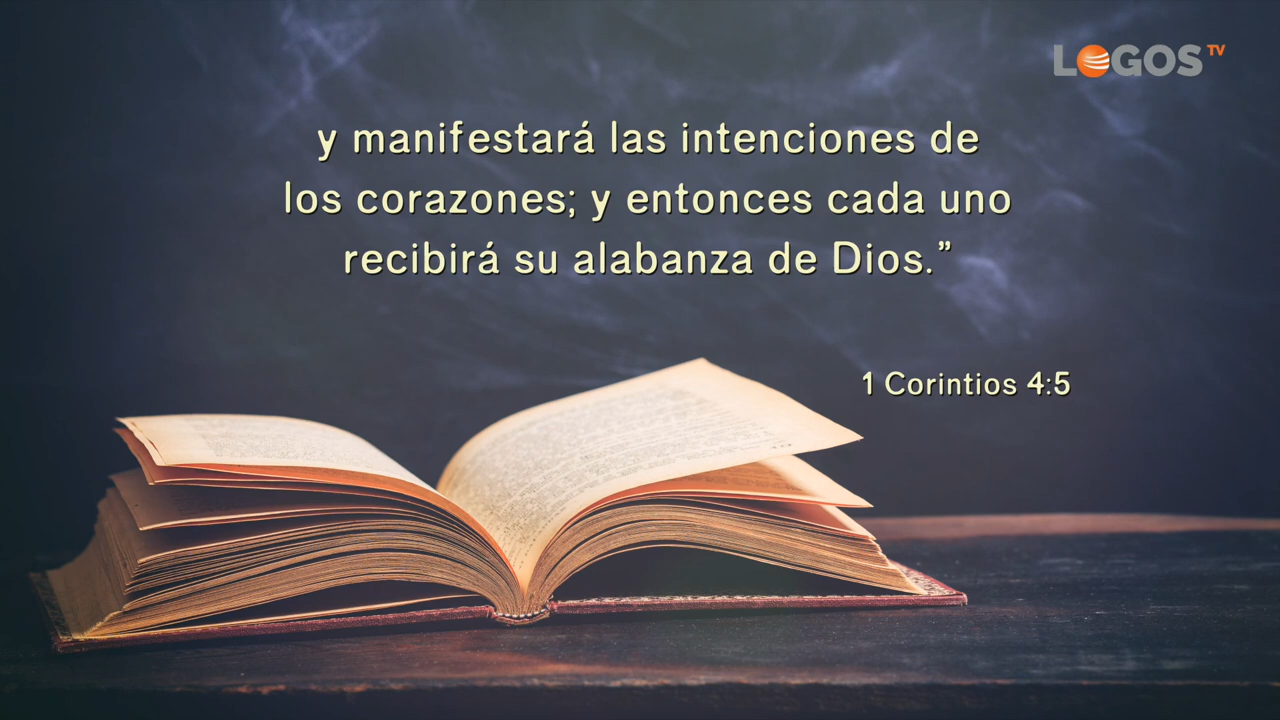 LOGOS TV
y manifestará las intenciones de
los corazones; y entonces cada uno
recibirá su alabanza de Dios.”
1 Corintios 4:5